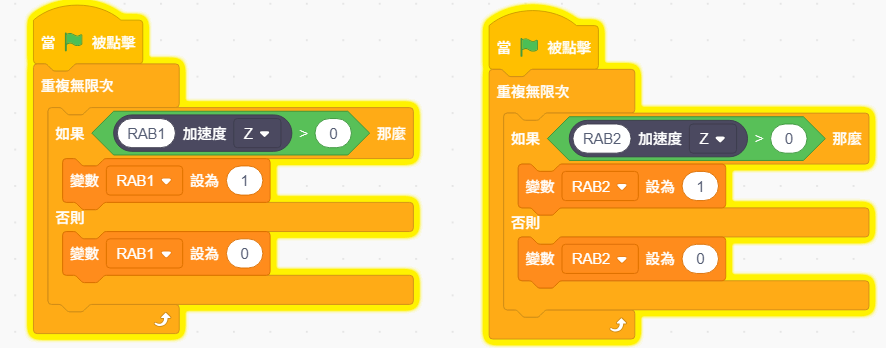 當 被點擊
重複無限次
如果 RAB1 加速度 Z > 0 那麼
變數 RAB1 設為 1
否則
變數 RAB1 設為 0
當 被點擊
重複無限次
如果 RAB2 加速度 Z > 0 那麼
變數 RAB2 設為 1
否則
變數 RAB2 設為 0